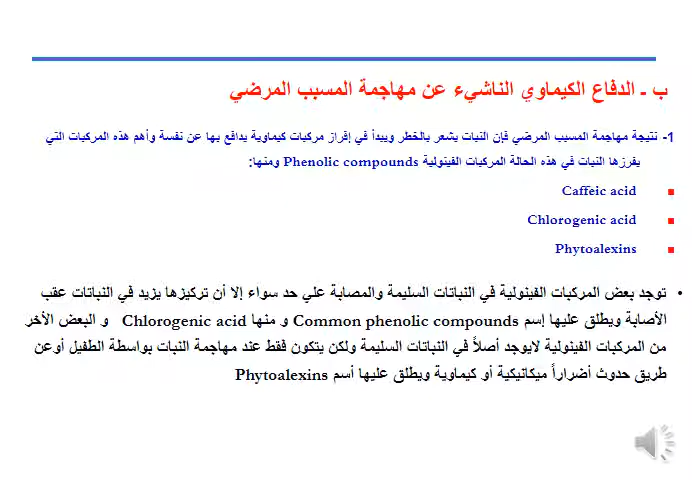 ب ـ الدفاع الكيماوي الناشيء عن مهاجمة المسبب المرضي
1- نتيجة مهاجمة المسبب المرضي فإن النبات يشعر بالخطر ويبدأ في إفراز مركبات كيماوية يدافع بها عن نفسة وأهم هذه المركبات التي
يفرزها النبات في هذه الحالة المركبات الفينولية Phenolic compounds ومنها:
Caffeic acid
Chlorogenic acid
Phytoalexins
توجد بعض المركبات الفينولية في النباتات السليمة والمصابة علي حد سواء إلا أن تركيزها يزيد في النباتات عقب
الأصابة ويطلق عليها إسم Common phenolic compounds و منها Chlorogenic acid و البعض الأخر
من المركبات الفينولية لايوجد أصلاً في النباتات السليمة ولكن يتكون فقط عند مهاجمة النبات بواسطة الطفيل أوعن
طريق حدوث أضراراً ميكانيكية أو كيماوية ويطلق عليها أسم Phytoalexins